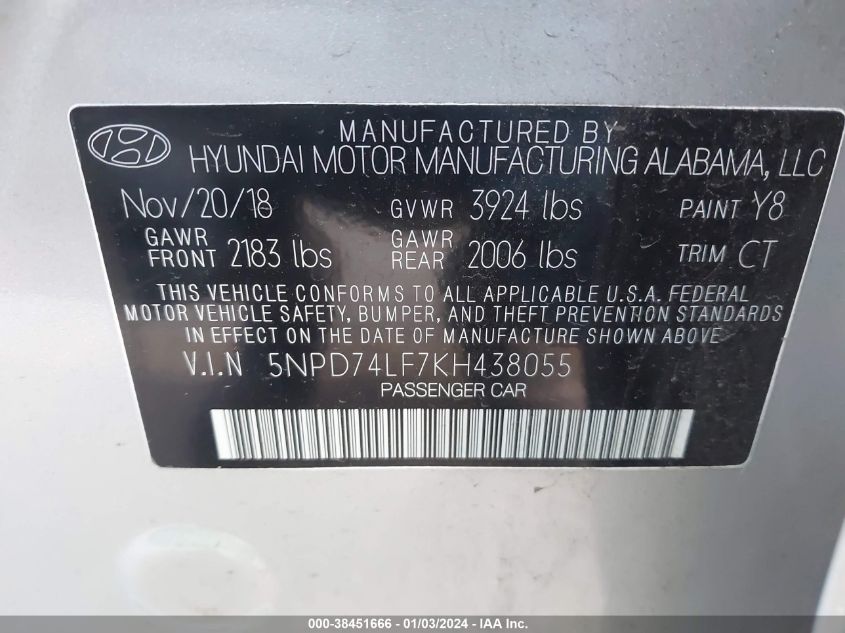 MANUFACTURED BY
HYUNDAI MOTOR MANUFACTURING ALABAMA, LLC
Nov/20/18 GVWR 3924 lbs PAINT Y8
GAWR FRONT 2183 lbs GAWR REAR 2006 lbs TRIM CT
THIS VEHICLE CONFORMS TO ALL APPLICABLE U.S.A. FEDERAL
MOTOR VEHICLE SAFETY, BUMPER, AND THEFT PREVENTION STANDARDS
IN EFFECT ON THE DATE OF MANUFACTURE SHOWN ABOVE
V.I.N 5NPD74LF7KH438055
PASSENGER CAR
000-38451666 - 01/03/2024 - IAA Inc.